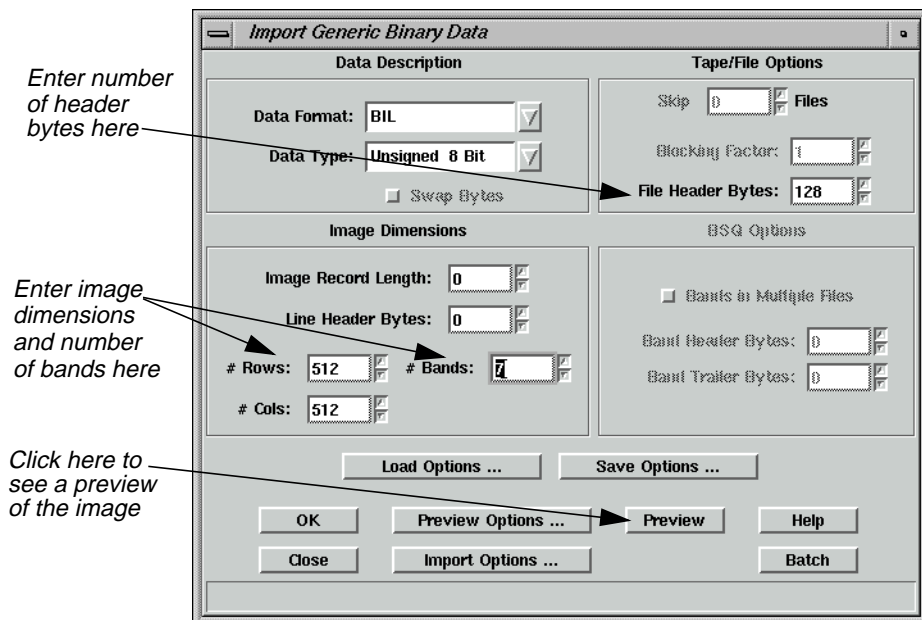 Import Generic Binary Data
Enter number
of header
bytes here
Data Description
Data Format: BIL
Data Type: Unsigned 8 Bit
Swap Bytes
Tape/File Options
Skip 0 Files
Blocking Factor: 1
File Header Bytes: 128
Enter image
dimensions
and number
of bands here
Image Dimensions
Image Record Length: 0
Line Header Bytes: 0
# Rows: 512 # Bands: 7
# Cols: 512
BSQ Options
Bands in Multiple Files
Band Header Bytes: 0
Band Trailer Bytes: 0
Click here to
see a preview
of the image
Load Options ... Save Options ...
OK Preview Options ... Preview Help
Close Import Options ... Batch